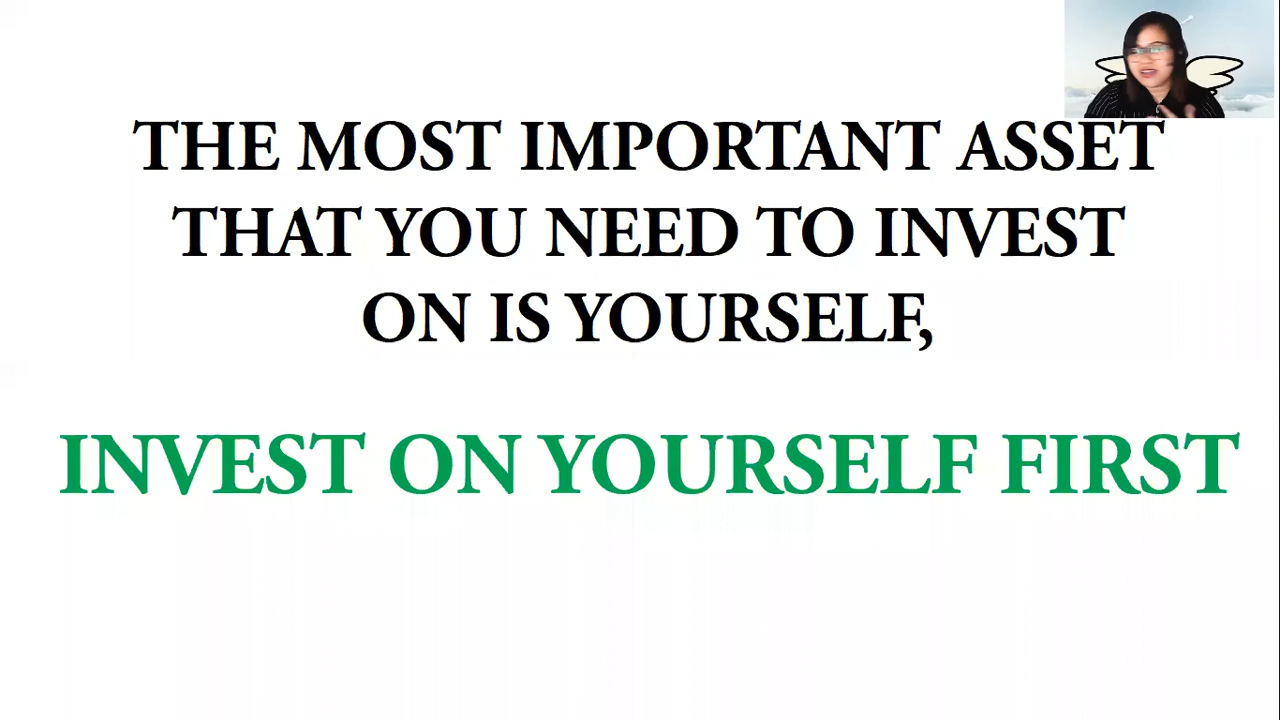 THE MOST IMPORTANT ASSET
THAT YOU NEED TO INVEST
ON IS YOURSELF,
INVEST ON YOURSELF FIRST